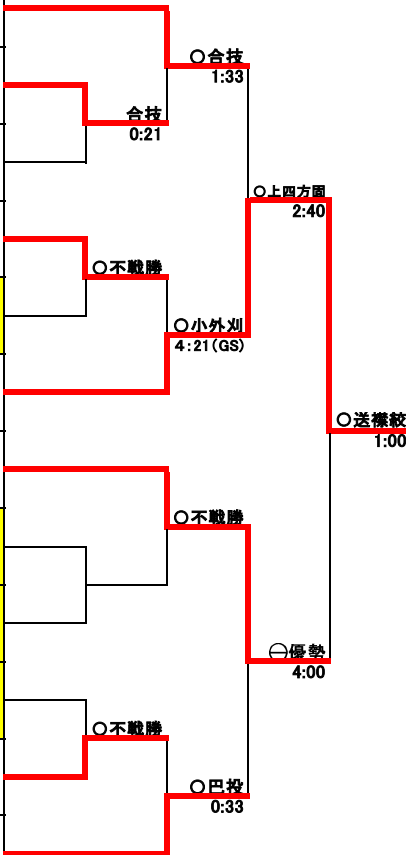 ○合技
1:33
合技
0:21
○上四方固
2:40
○不戦勝
○小外刈
4:21(GS)
○送襟絞
1:00
○不戦勝
㊀優勢
4:00
○不戦勝
○巴投
0:33